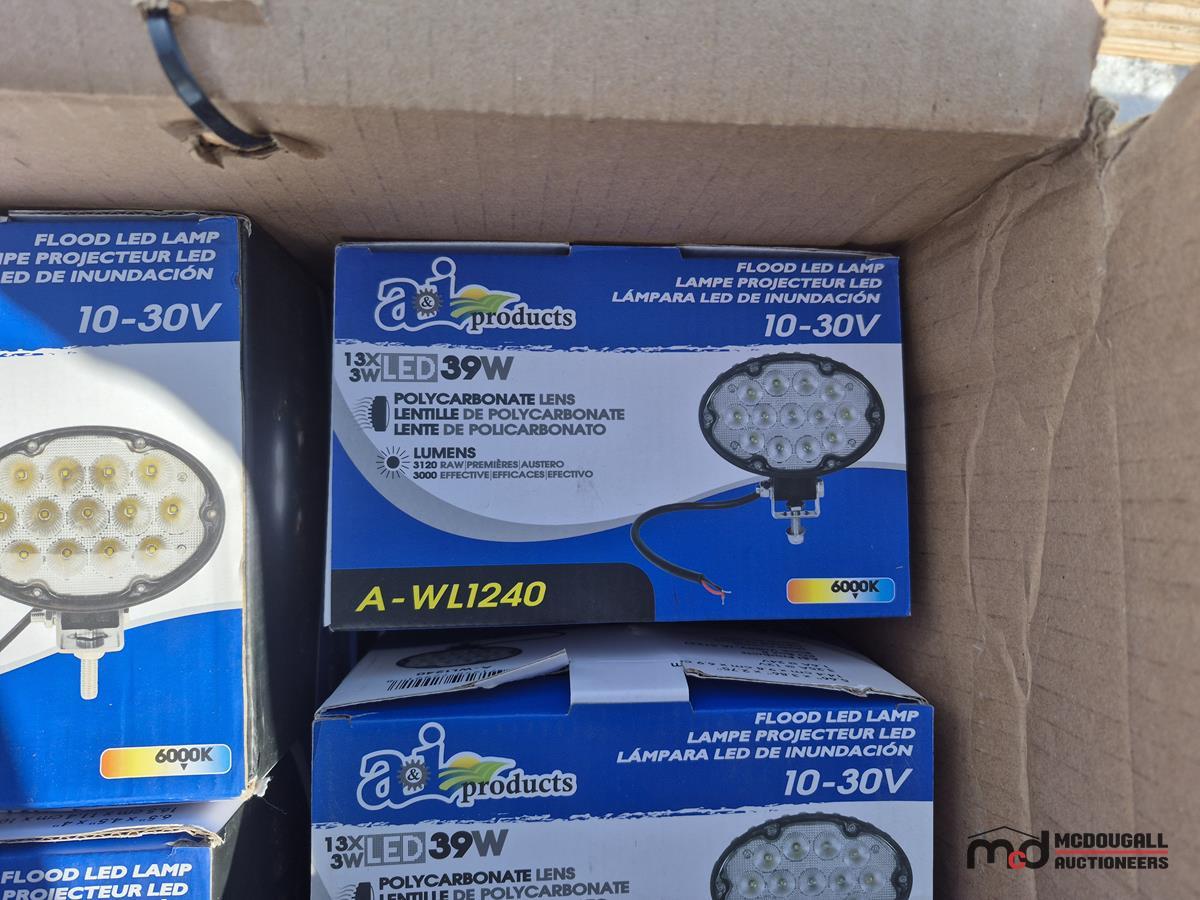 FLOOD LED LAMP
MPE PROJECTEUR LED
ED DE INUNDACIÓN
10-30V
6000K
FLOOD LED LAMP
PROJECTEUR LED
a&i products
FLOOD LED LAMP
LAMPE PROJECTEUR LED
LÁMPARA LED DE INUNDACIÓN
10-30V
13X
3W LED 39W
POLYCARBONATE LENS
LENTILLE DE POLYCARBONATE
LENTE DE POLICARBONATO
LUMENS
3120 RAW|PREMIÈRES|AUSTERO
3000 EFFECTIVE|EFFICACES|EFECTIVO
A-WL1240
6000K
A-WL1240
a&i products
FLOOD LED LAMP
LAMPE PROJECTEUR LED
LÁMPARA LED DE INUNDACIÓN
10-30V
13X
3W LED 39W
POLYCARBONATE LENS
LENTILLE DE POLYCARBONATE
mcd MCDOUGALL
AUCTIONEERS